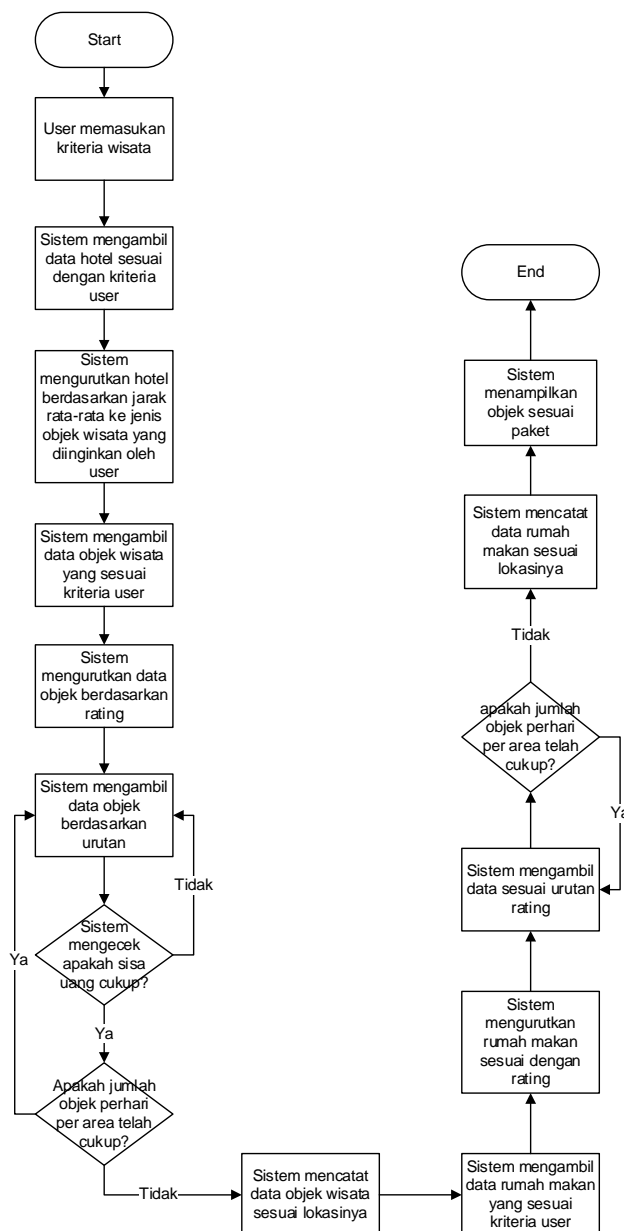 Start
User memasukan
kriteria wisata
Sistem mengambil
data hotel sesuai
dengan kriteria
user
Sistem
mengurutkan hotel
berdasarkan jarak
rata-rata ke jenis
objek wisata yang
diinginkan oleh
user
Sistem mengambil
data objek wisata
yang sesuai
kriteria user
Sistem
mengurutkan data
objek berdasarkan
rating
Sistem mengambil
data objek
berdasarkan
urutan
Tidak
Sistem
mengecek
apakah sisa
uang cukup?
Ya
Ya
Apakah jumlah
objek perhari
per area telah
cukup?
Tidak
Sistem mencatat
data objek wisata
sesuai lokasinya
Sistem mengambil
data rumah makan
yang sesuai
kriteria user
Sistem
mengurutkan
rumah makan
sesuai dengan
rating
Sistem mengambil
data sesuai urutan
rating
Ya
apakah jumlah
objek perhari
per area telah
cukup?
Tidak
Sistem mencatat
data rumah
makan sesuai
lokasinya
Sistem
menampilkan
objek sesuai
paket
End